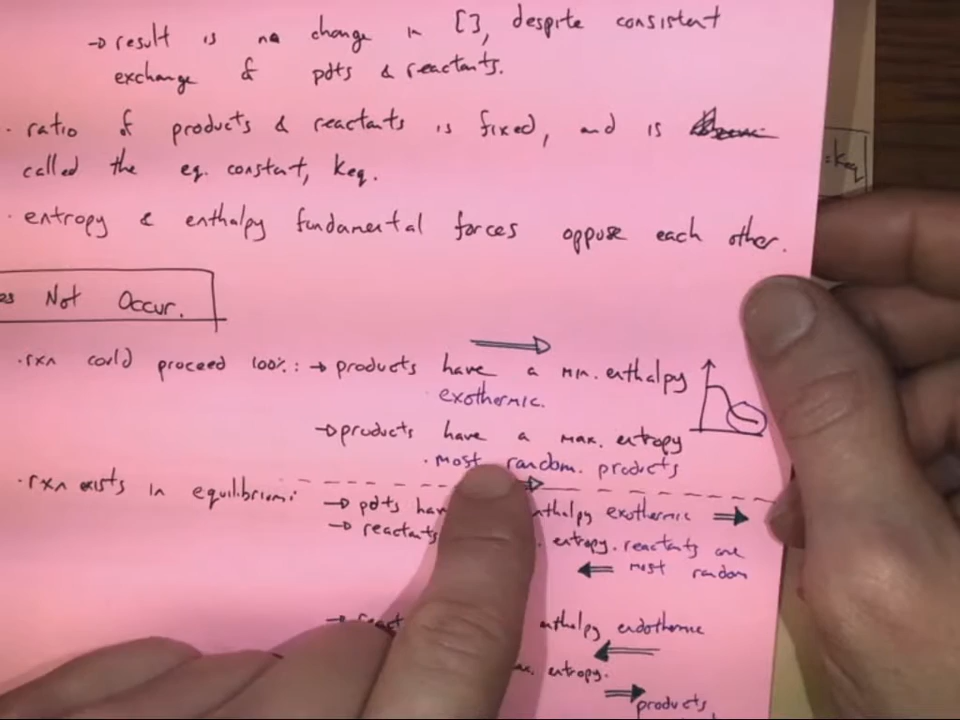 → result is no change in [], despite consistent
exchange of pdts & reactants.
· ratio of products & reactants is fixed, and is
called the eq. constant, Keq.
· entropy & enthalpy fundamental forces oppose each other.
Not Occur.
· rxn could proceed 100%: → products have a min. enthalpy
exothermic.
→ products have a max. entropy
· most random. products
· rxn exists in equilibrium:
→ pdts enthalpy exothermic
→ reactants entropy. reactants are
most random
→ enthalpy endothermic
entropy.
products
Keq